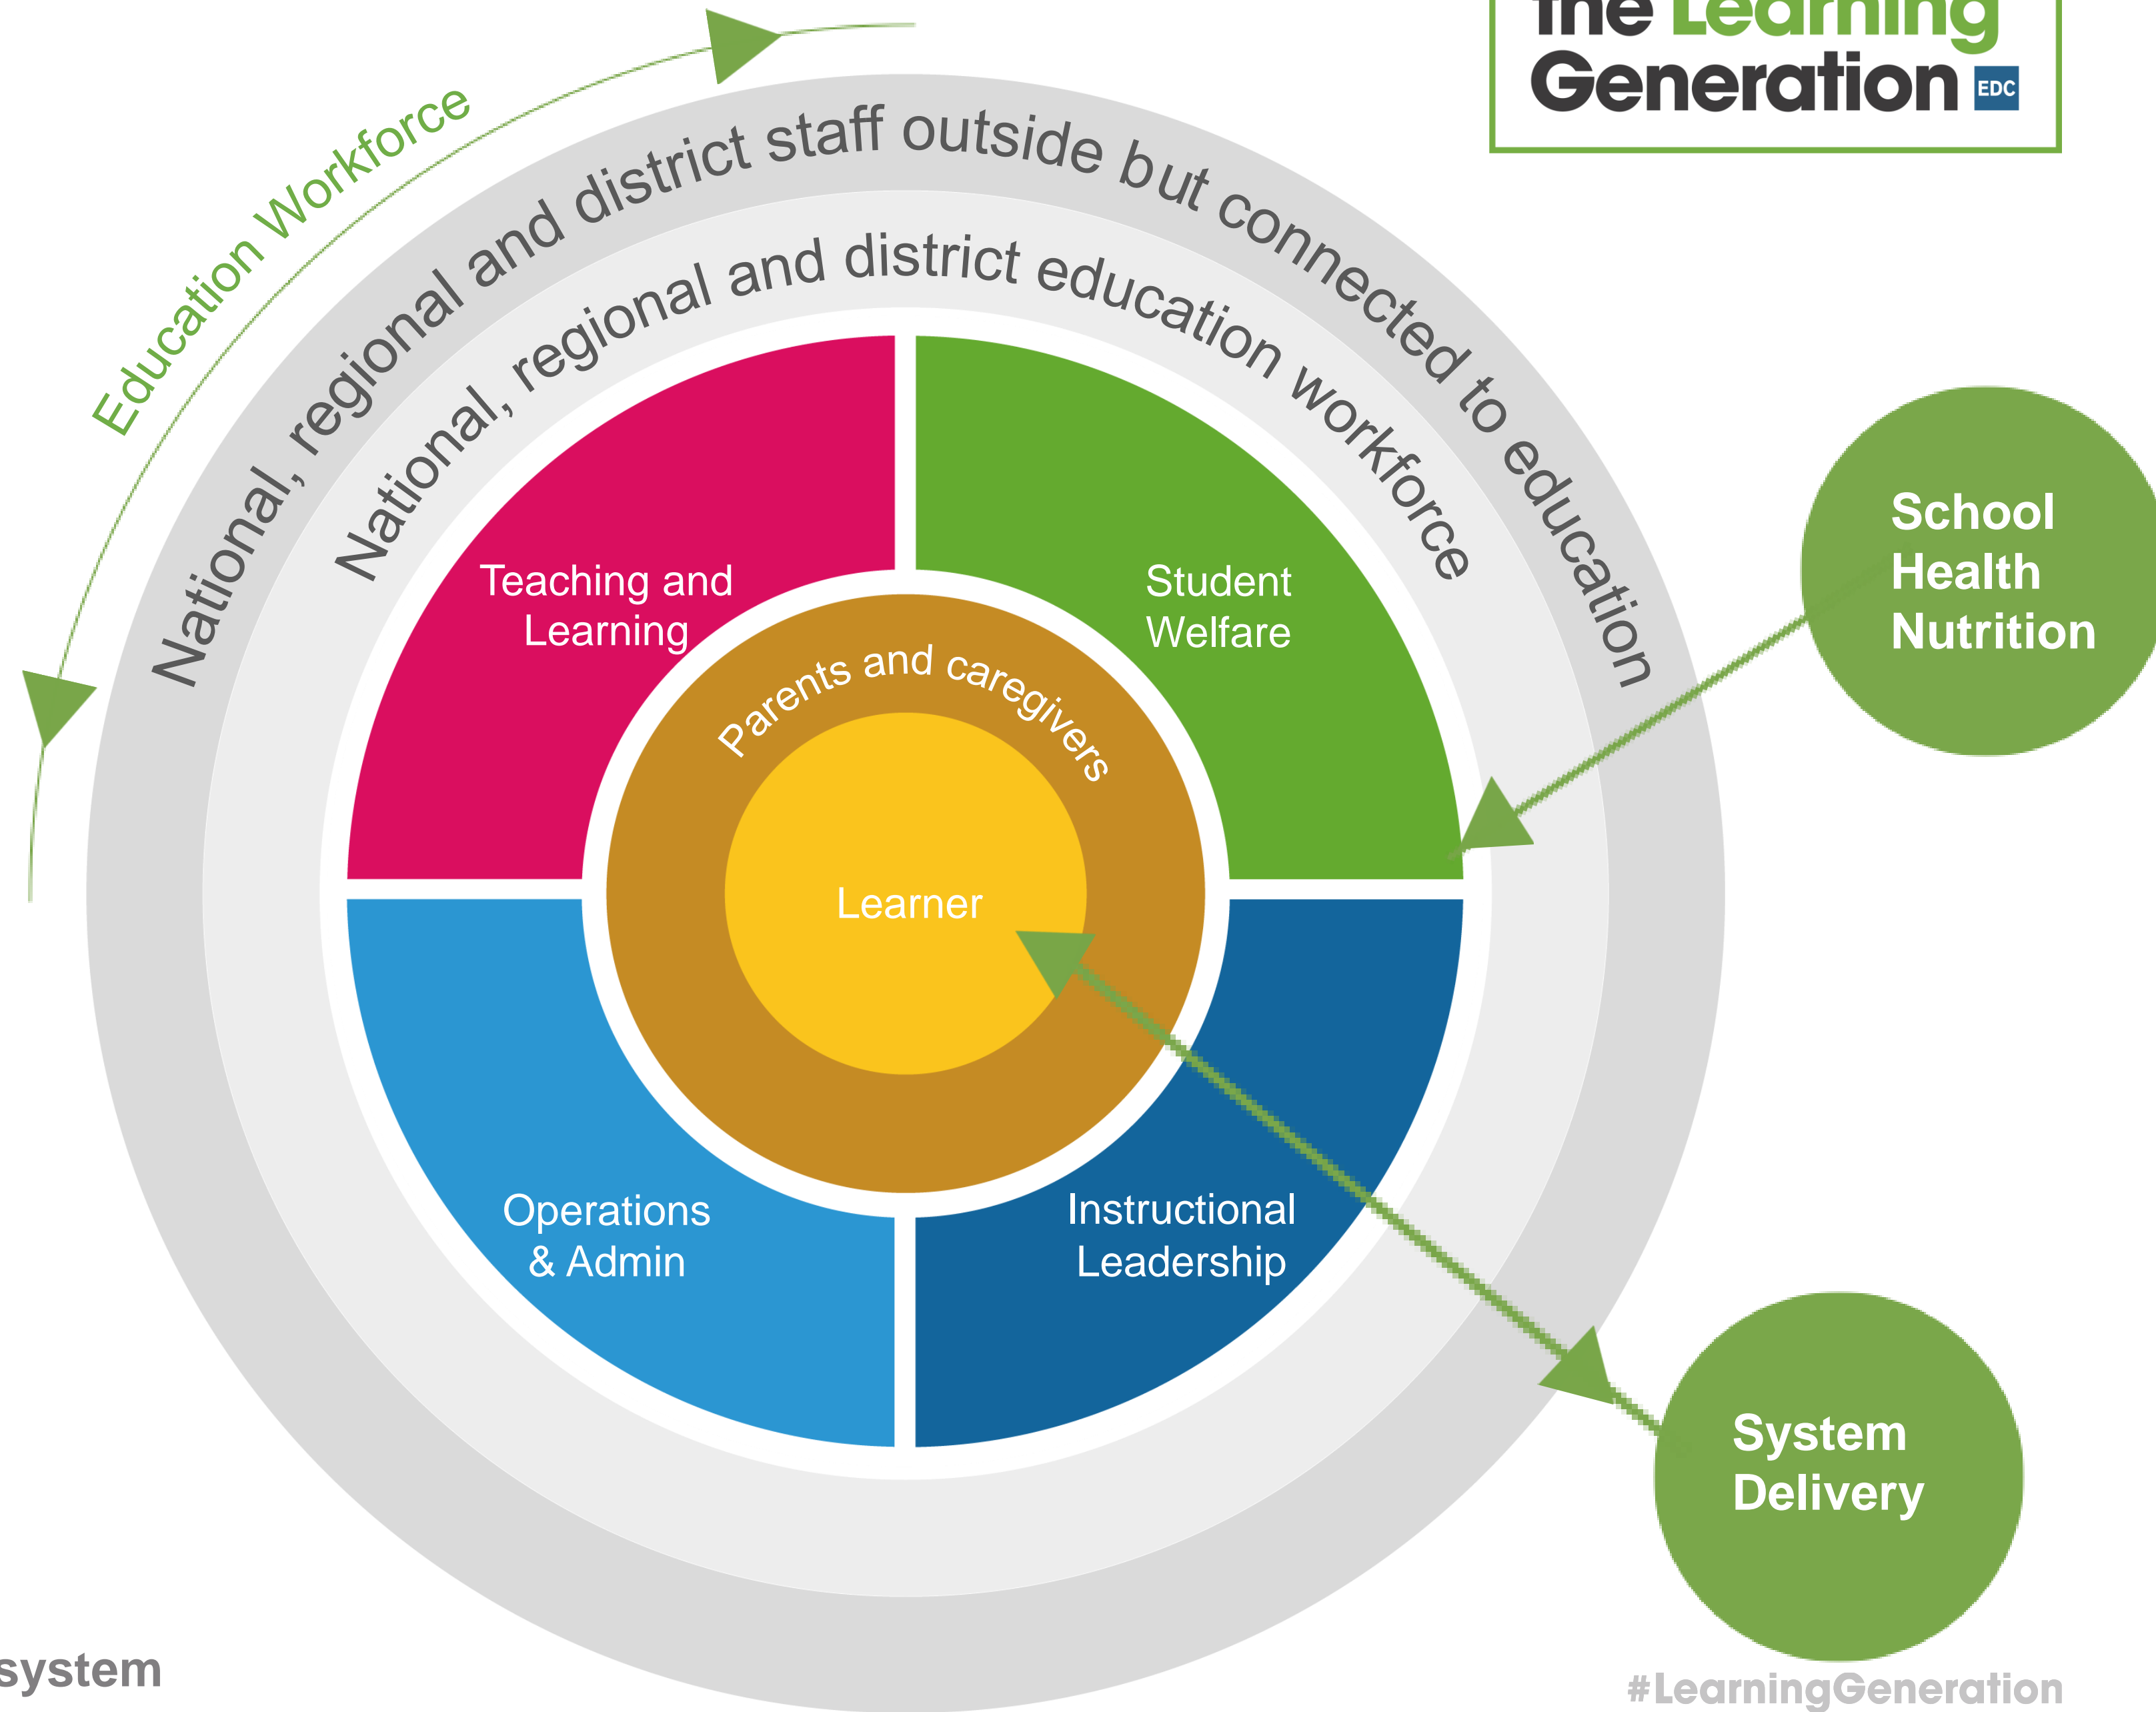 the Learning
Generation EDC
Education Workforce
National, regional and district staff outside but connected to education
National, regional and district education workforce
Teaching and
Learning
Student
Welfare
School
Health
Nutrition
Parents and caregivers
Learner
Operations
& Admin
Instructional
Leadership
System
Delivery
system
#LearningGeneration